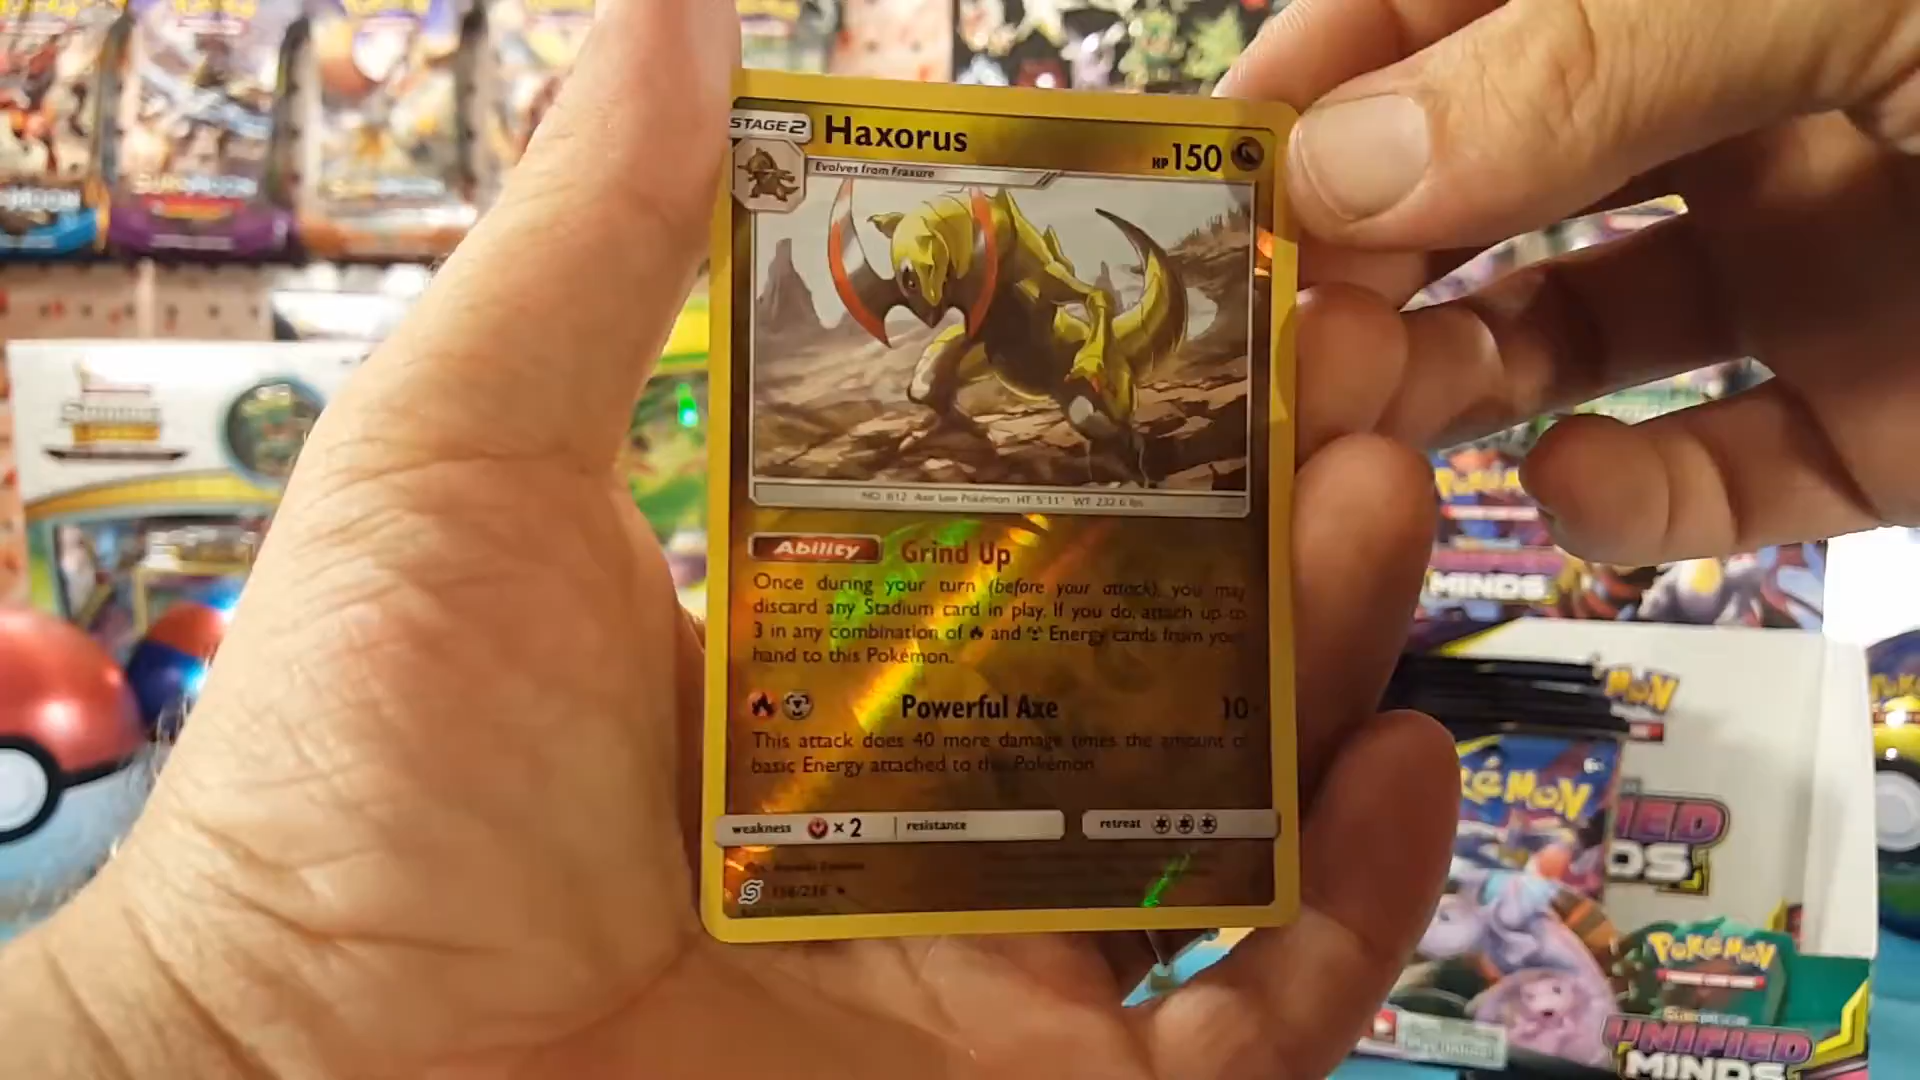 STAGE2
Haxorus
HP150
Evolves from Fraxure
NO. 612 Axe Jaw Pokémon HT: 5'11" WT: 232.6 lbs
Ability Grind Up
Once during your turn (before your attack), you may
discard any Stadium card in play. If you do, attach up to
3 in any combination of and Energy cards from your
hand to this Pokémon.
Powerful Axe 10
This attack does 40 more damage times the amount of
basic Energy attached to this Pokémon
weakness × 2 resistance
retreat
156/236
MINDS
POKÉMON
POKÉMON
UNIFIED
MINDS